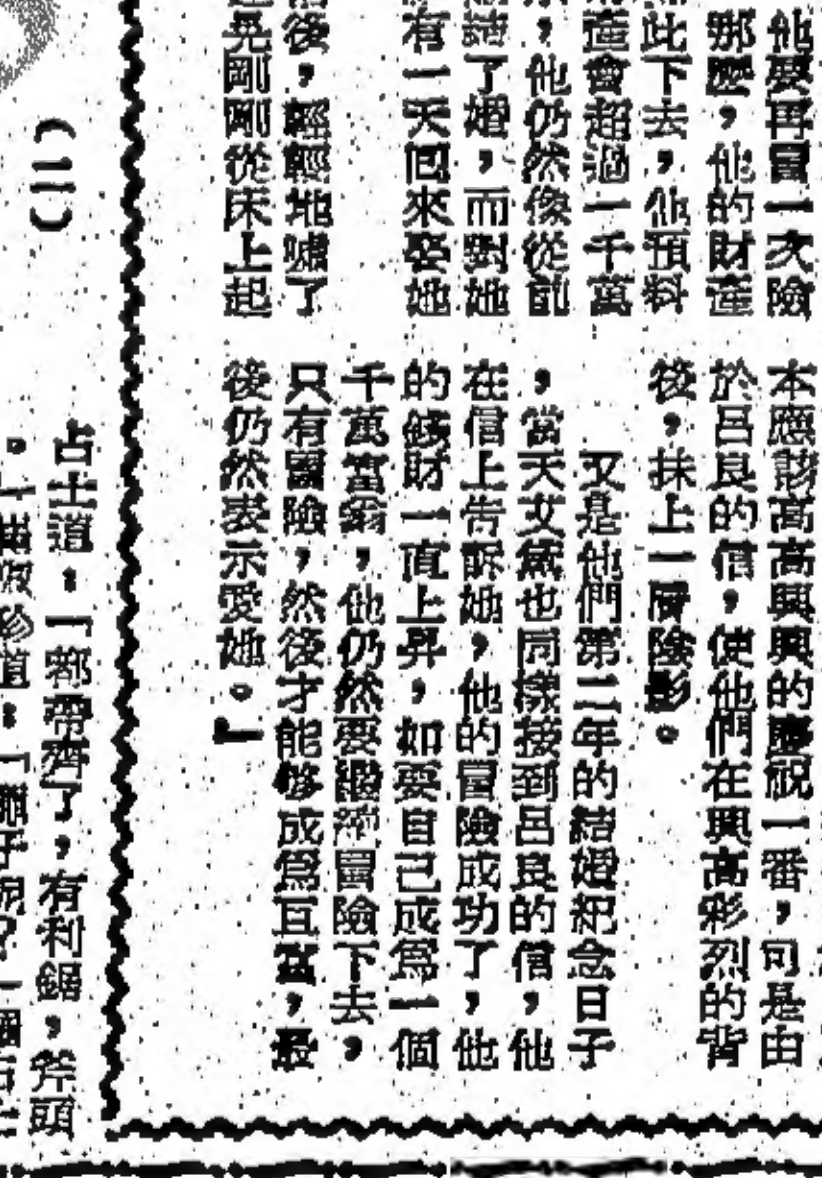 他要再冒一次險
那麼，他的財產
此下去，他預料
產會超過一千萬
，他仍然像從前
結了婚，而對她
有一天回來娶她
後，輕輕地噓了
晃剛剛從床上起
本應該高高興興的慶祝一番，司是由
於呂良的信，使他們在興高彩烈的背
後，抹上一層陰影。
又是他們第二年的結婚紀念日子
，當天艾黛也同樣接到呂良的信，他
在信上告訴她，他的冒險成功了，他
的錢財一直上昇，如要自己成爲一個
千萬富翁，他仍然要繼續冒險下去，
只有冒險，然後才能够成爲巨富，最
後仍然表示愛她。』
（二）
占士道：「都帶齊了，有利鋸，斧頭